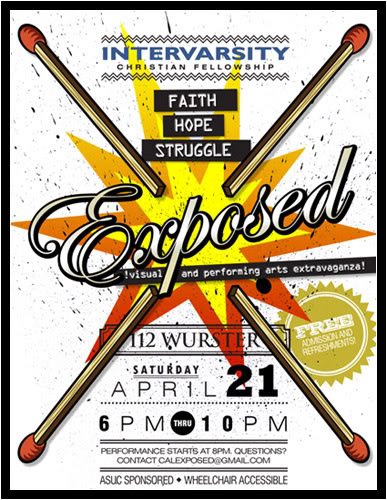 INTERVARSITY
CHRISTIAN FELLOWSHIP
FAITH
HOPE
STRUGGLE
Exposed
!visual and performing arts extravaganza!
FREE
ADMISSION AND
REFRESHMENTS!
112 WURSTER
SATURDAY
APRIL 21
6 PM THRU 10 PM
PERFORMANCE STARTS AT 8PM. QUESTIONS?
CONTACT CALEXPOSED@GMAIL.COM
ASUC SPONSORED • WHEELCHAIR ACCESSIBLE